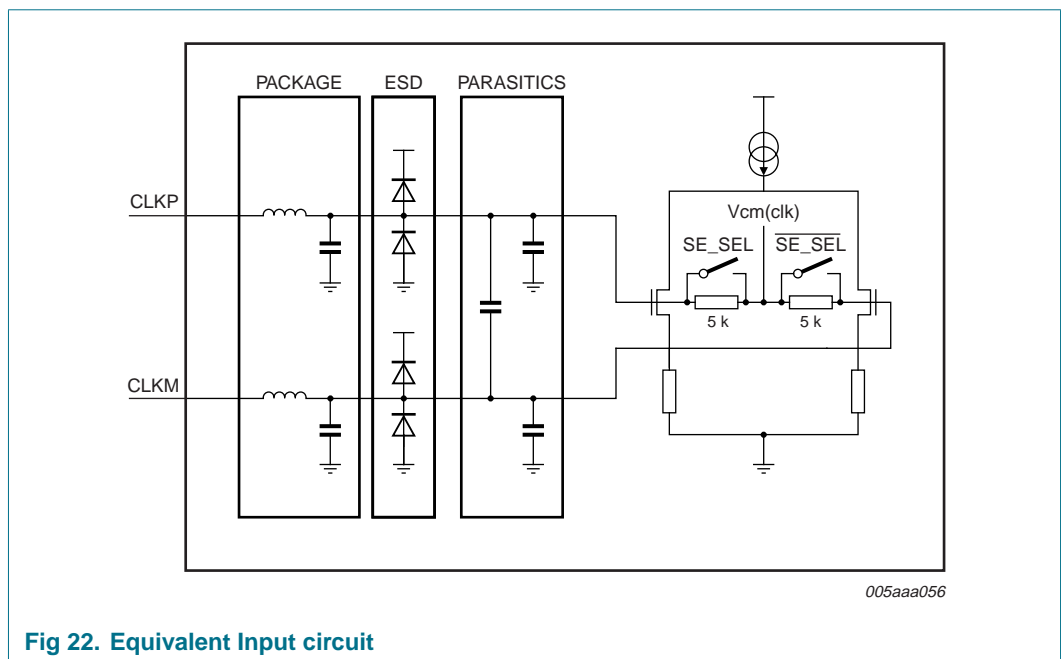 PACKAGE ESD PARASITICS
CLKP
Vcm(clk)
SE_SEL SE_SEL
5 k 5 k
CLKM
005aaa056
Fig 22. Equivalent Input circuit